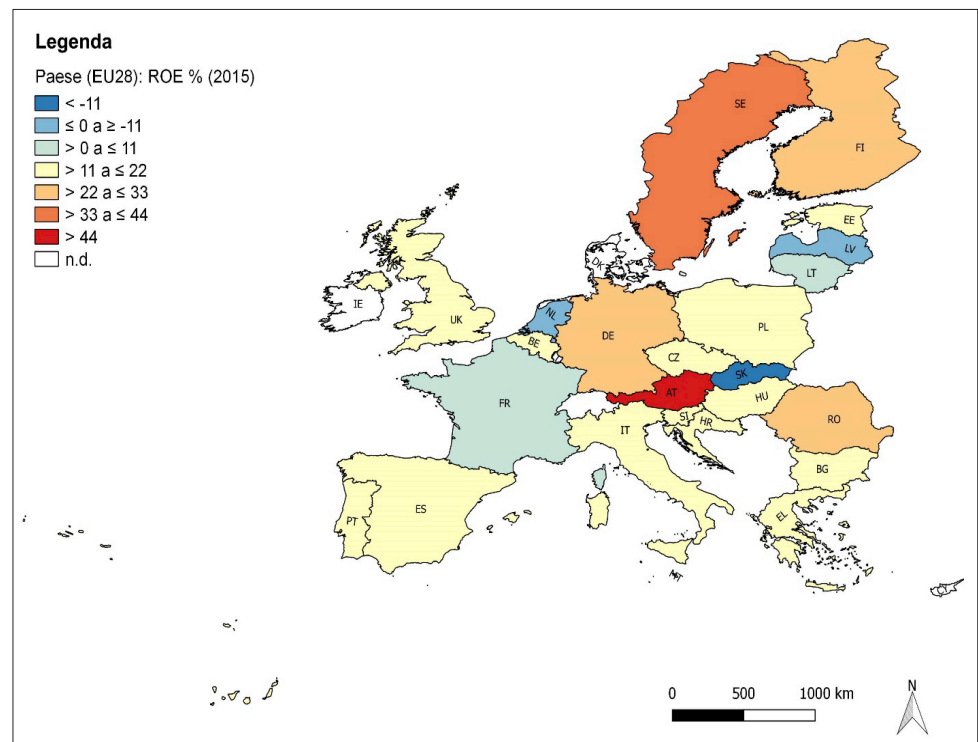 Legenda
Paese (EU28): ROE % (2015)
< -11
≤ 0 a ≥ -11
> 0 a ≤ 11
> 11 a ≤ 22
> 22 a ≤ 33
> 33 a ≤ 44
> 44
n.d.
SE
FI
EE
LV
LT
DK
IE
UK
NL
BE
DE
PL
CZ
SK
AT
HU
FR
SI
HR
RO
IT
BG
PT
ES
EL
MT
0 500 1000 km
N